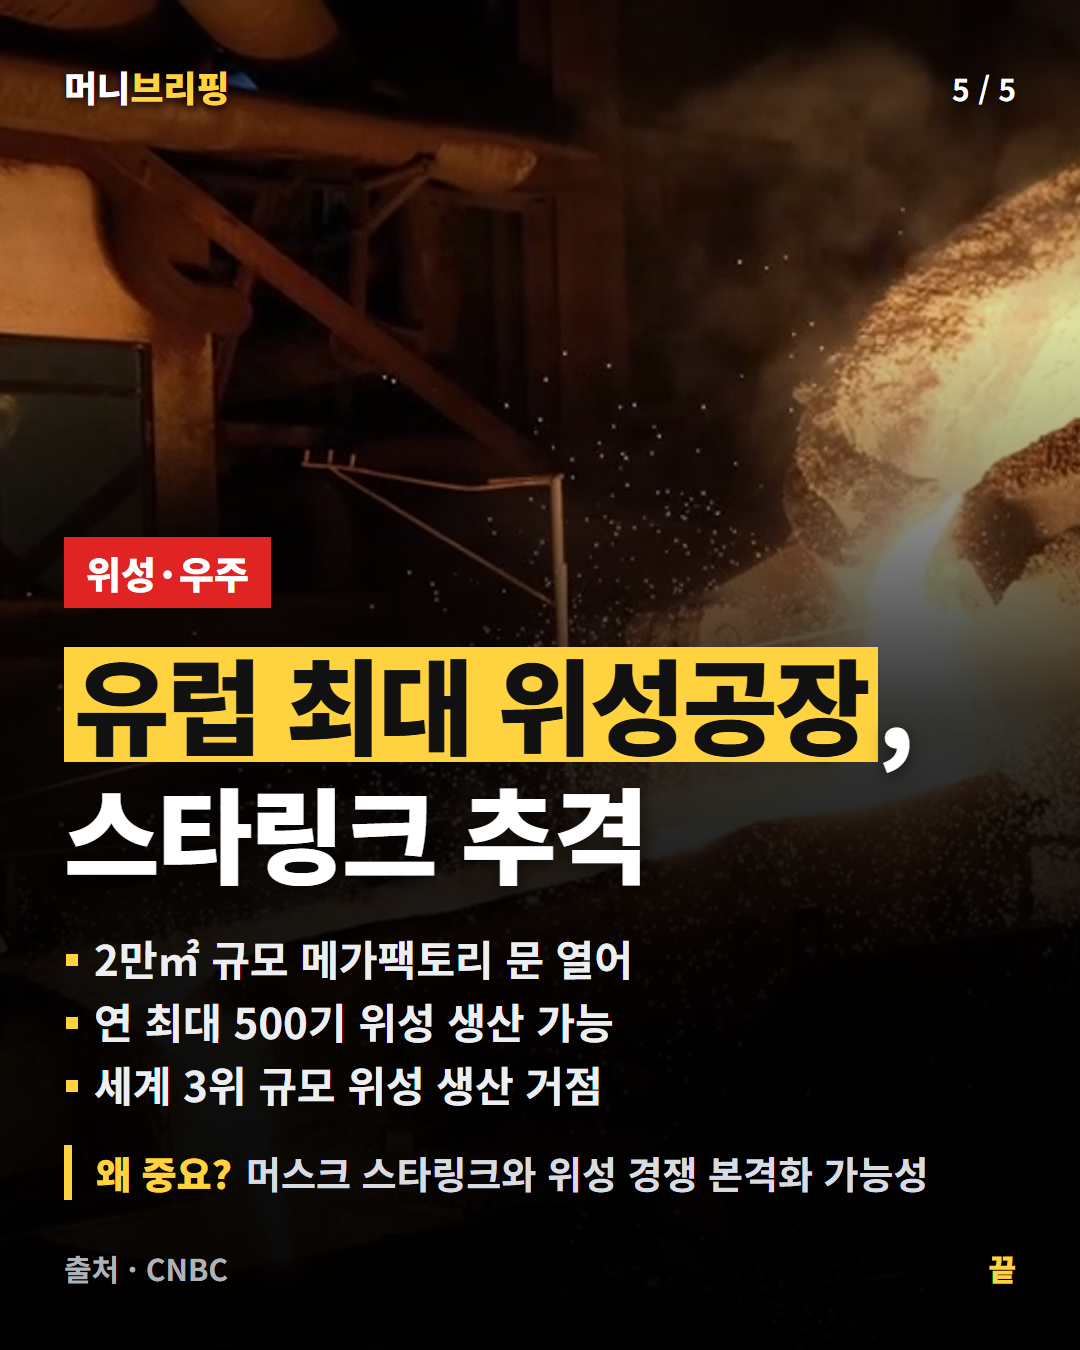 머니브리핑
5 / 5
위성·우주
유럽 최대 위성공장,
스타링크 추격
2만㎡ 규모 메가팩토리 문 열어
연 최대 500기 위성 생산 가능
세계 3위 규모 위성 생산 거점
왜 중요? 머스크 스타링크와 위성 경쟁 본격화 가능성
출처 · CNBC
끝